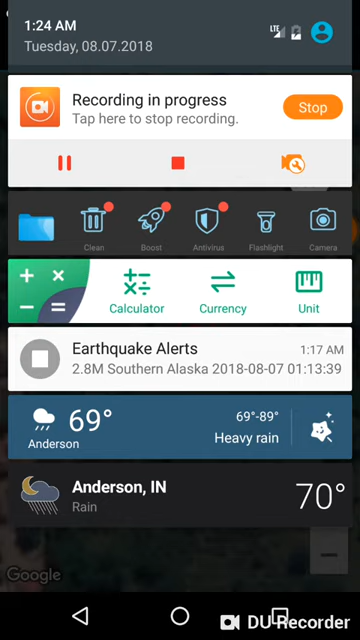 1:24 AM
Tuesday, 08.07.2018
LTE
Recording in progress
Tap here to stop recording.
Stop
Clean
Boost
Antivirus
Flashlight
Camera
Calculator
Currency
Unit
Earthquake Alerts
1:17 AM
2.8M Southern Alaska 2018-08-07 01:13:39
69°
Anderson
69°-89°
Heavy rain
Anderson, IN
Rain
70°
Google
DU Recorder